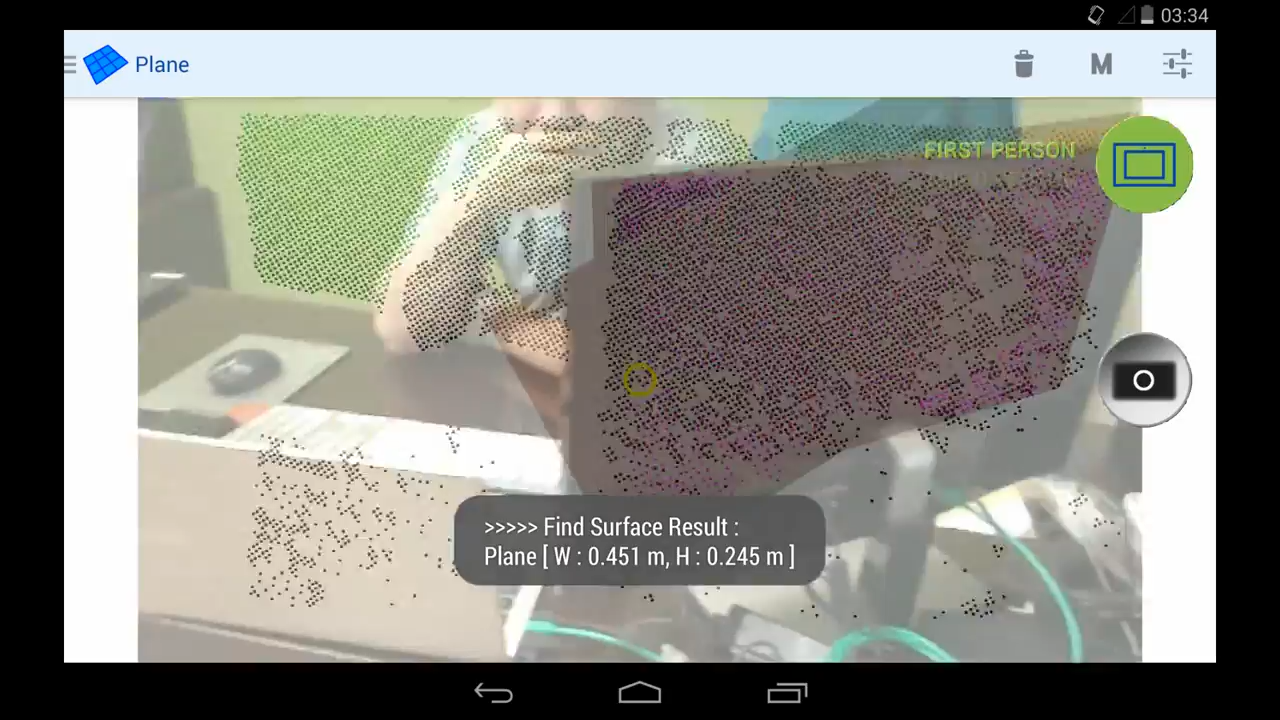 03:34
Plane
M
FIRST PERSON
>>>>> Find Surface Result :
Plane [ W : 0.451 m, H : 0.245 m ]